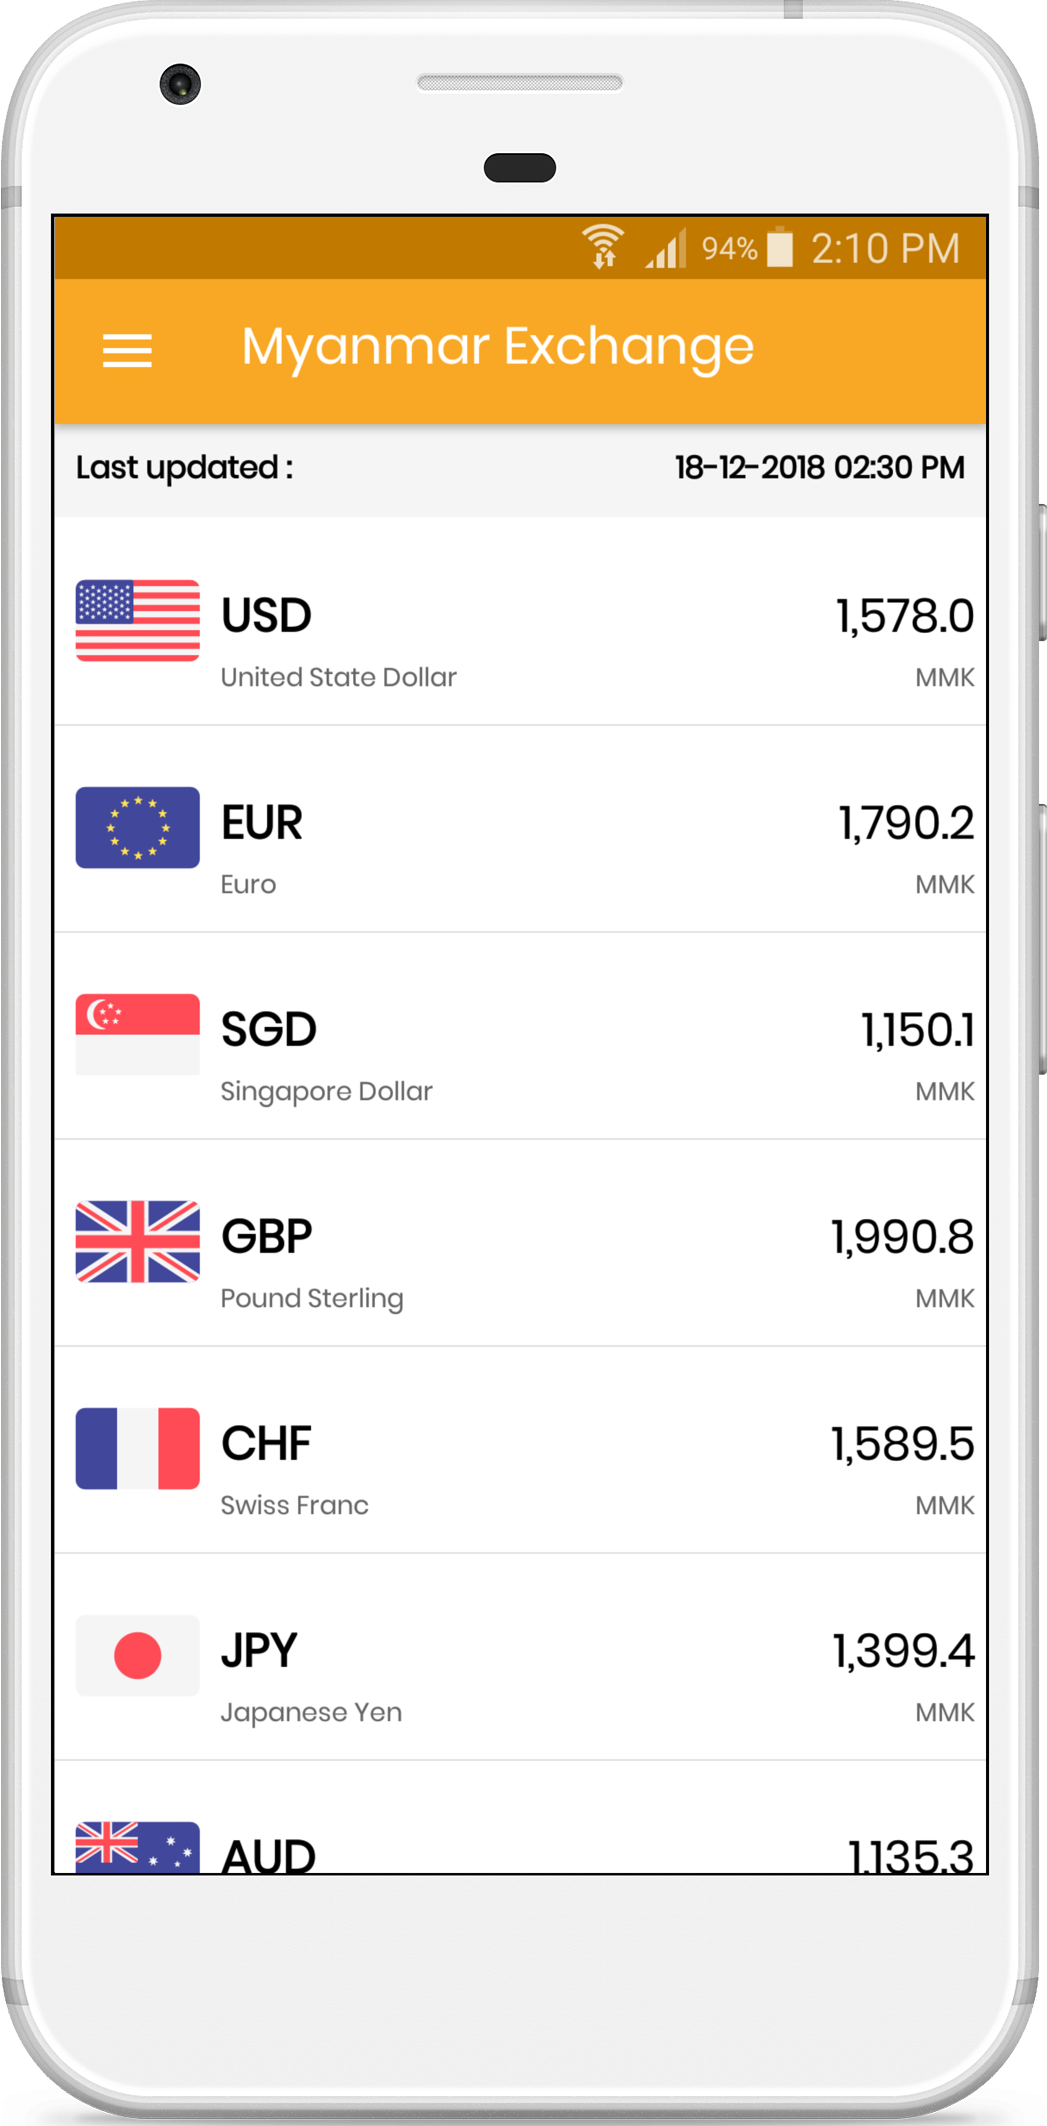 94% 2:10 PM
Myanmar Exchange
Last updated : 18-12-2018 02:30 PM
USD 1,578.0
United State Dollar MMK
EUR 1,790.2
Euro MMK
SGD 1,150.1
Singapore Dollar MMK
GBP 1,990.8
Pound Sterling MMK
CHF 1,589.5
Swiss Franc MMK
JPY 1,399.4
Japanese Yen MMK
AUD 1,135.3